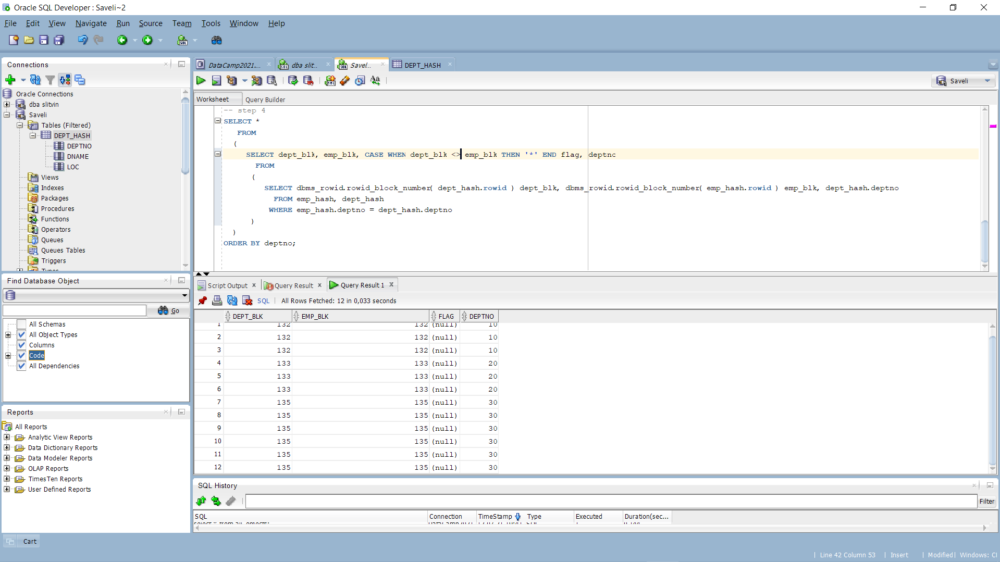 Oracle SQL Developer : Saveli~2
File Edit View Navigate Run Source Team Tools Window Help
Connections
Oracle Connections
dba slitvin
Saveli
Tables (Filtered)
DEPT_HASH
DEPTNO
DNAME
LOC
Views
Indexes
Packages
Procedures
Functions
Operators
Queues
Queues Tables
Triggers
Types
Find Database Object
Go
All Schemas
All Object Types
Columns
Code
All Dependencies
Reports
All Reports
Analytic View Reports
Data Dictionary Reports
Data Modeler Reports
OLAP Reports
TimesTen Reports
User Defined Reports
Cart
DataCamp2021.... dba slit.. Savel... DEPT_HASH
Saveli
Worksheet Query Builder
-- step 4
SELECT *
FROM
(
SELECT dept_blk, emp_blk, CASE WHEN dept_blk <> emp_blk THEN '*' END flag, deptno
FROM
(
SELECT dbms_rowid.rowid_block_number( dept_hash.rowid ) dept_blk, dbms_rowid.rowid_block_number( emp_hash.rowid ) emp_blk, dept_hash.deptno
FROM emp_hash, dept_hash
WHERE emp_hash.deptno = dept_hash.deptno
)
)
ORDER BY deptno;
Script Output Query Result Query Result 1
SQL All Rows Fetched: 12 in 0,033 seconds
DEPT_BLK EMP_BLK FLAG DEPTNO
1 132 132 (null) 10
2 132 132 (null) 10
3 132 132 (null) 10
4 133 133 (null) 20
5 133 133 (null) 20
6 133 133 (null) 20
7 135 135 (null) 30
8 135 135 (null) 30
9 135 135 (null) 30
10 135 135 (null) 30
11 135 135 (null) 30
12 135 135 (null) 30
SQL History
Filter
SQL Connection TimeStamp Type Executed Duration(sec...
Line 42 Column 53 Insert Modified Windows: Cl